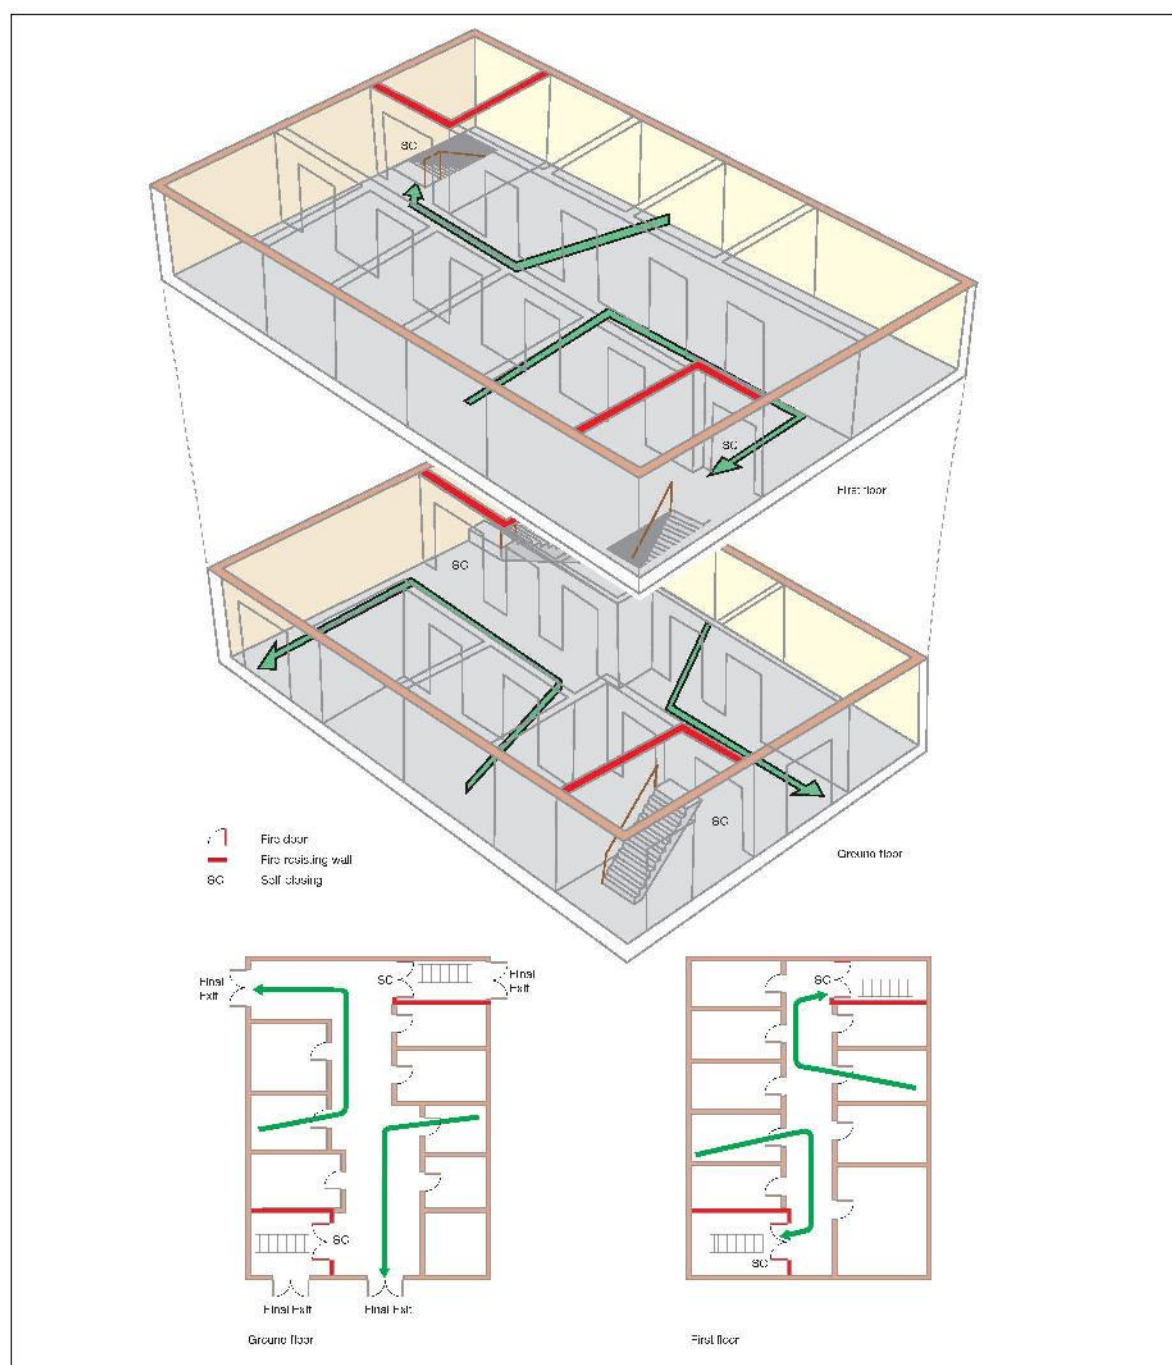 SC
SC
First floor
SC
SC
Ground floor
Fire door
Fire-resisting wall
SC Self-closing
Final
Exit
SC
Final
Exit
SC
SC
Final Exit
Final Exit
SC
Ground floor
First floor